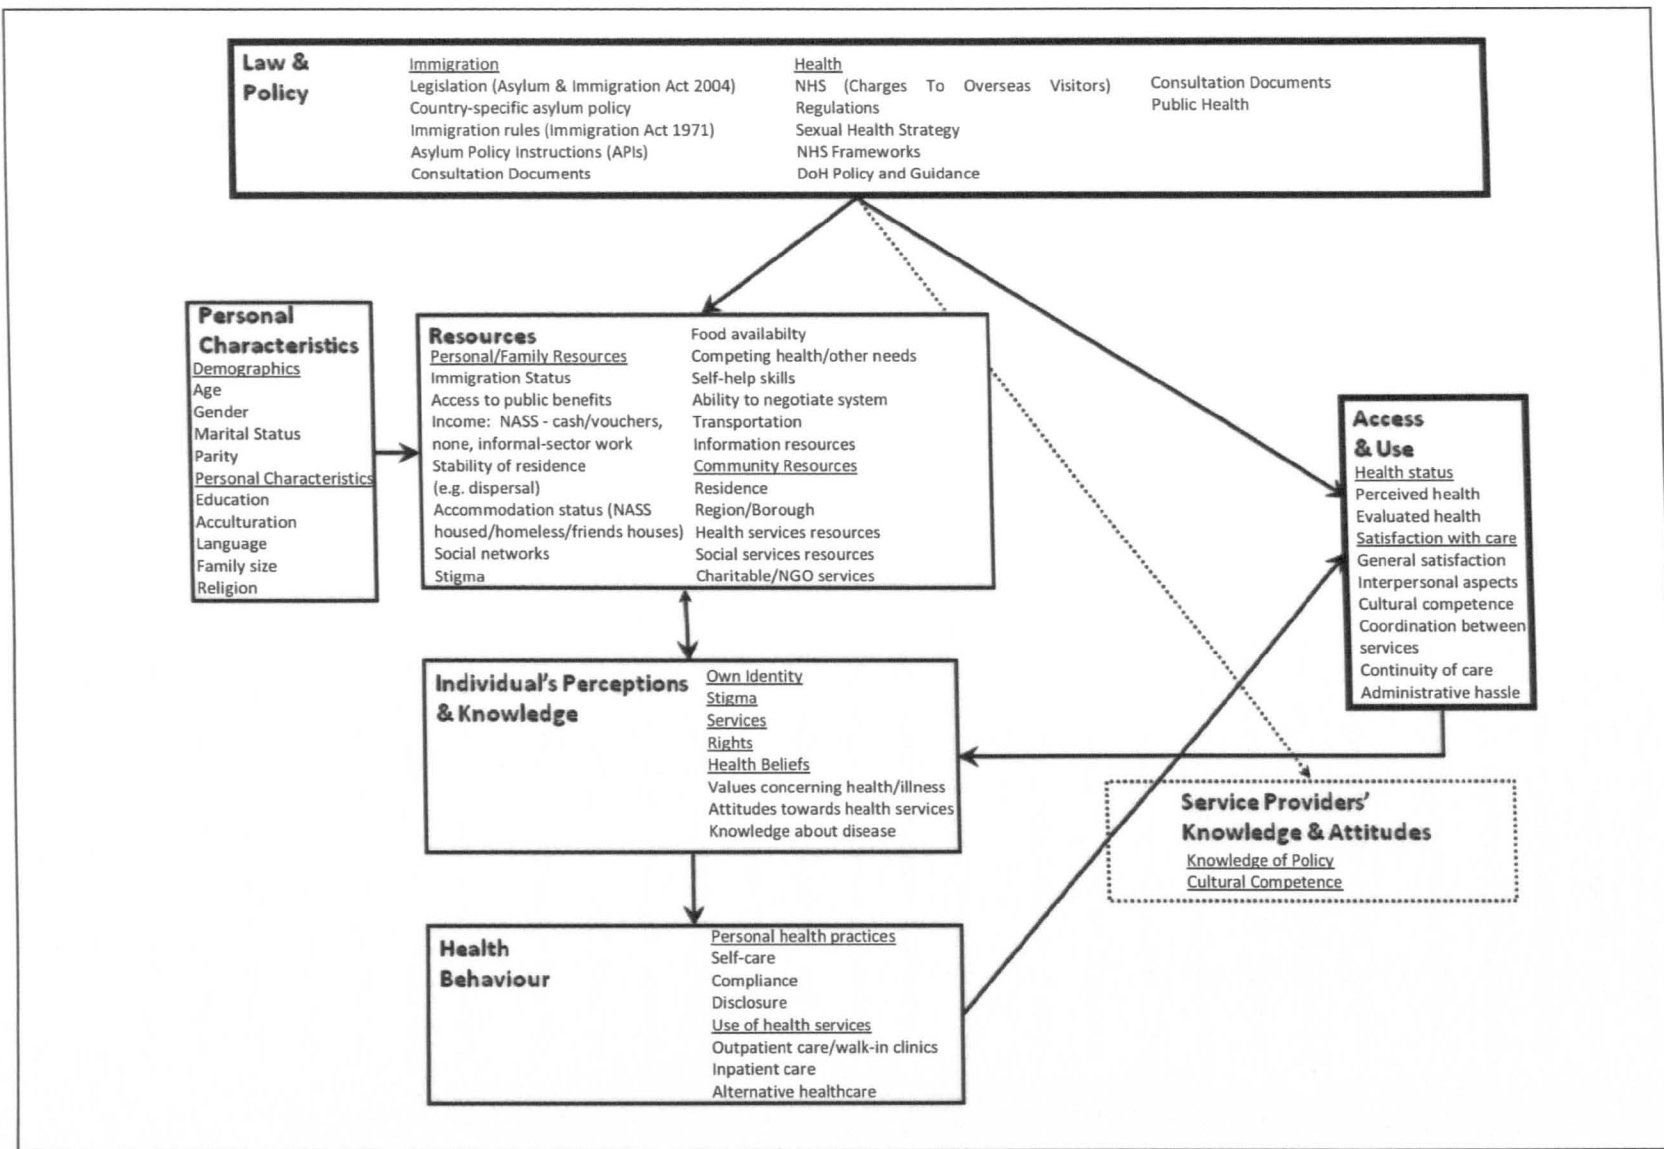 Law &
Policy
Immigration
Legislation (Asylum & Immigration Act 2004)
Country-specific asylum policy
Immigration rules (Immigration Act 1971)
Asylum Policy Instructions (APIs)
Consultation Documents
Health
NHS (Charges To Overseas Visitors)
Regulations
Sexual Health Strategy
NHS Frameworks
DoH Policy and Guidance
Consultation Documents
Public Health
Personal
Characteristics
Demographics
Age
Gender
Marital Status
Parity
Personal Characteristics
Education
Acculturation
Language
Family size
Religion
Resources
Personal/Family Resources
Immigration Status
Access to public benefits
Income: NASS - cash/vouchers,
none, informal-sector work
Stability of residence
(e.g. dispersal)
Accommodation status (NASS
housed/homeless/friends houses)
Social networks
Stigma
Food availabilty
Competing health/other needs
Self-help skills
Ability to negotiate system
Transportation
Information resources
Community Resources
Residence
Region/Borough
Health services resources
Social services resources
Charitable/NGO services
Access
& Use
Health status
Perceived health
Evaluated health
Satisfaction with care
General satisfaction
Interpersonal aspects
Cultural competence
Coordination between
services
Continuity of care
Administrative hassle
Individual's Perceptions
& Knowledge
Own Identity
Stigma
Services
Rights
Health Beliefs
Values concerning health/illness
Attitudes towards health services
Knowledge about disease
Service Providers'
Knowledge & Attitudes
Knowledge of Policy
Cultural Competence
Health
Behaviour
Personal health practices
Self-care
Compliance
Disclosure
Use of health services
Outpatient care/walk-in clinics
Inpatient care
Alternative healthcare